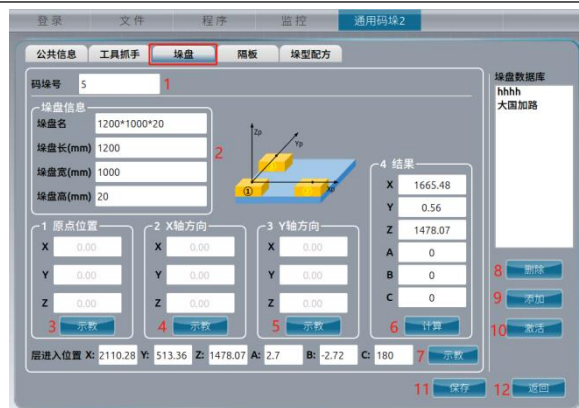 登录 文件 程序 监控 通用码垛2
公共信息 工具抓手 垛盘 隔板 垛型配方
码垛号 5 1
垛盘信息
垛盘名 1200*1000*20
垛盘长(mm) 1200
垛盘宽(mm) 1000
垛盘高(mm) 20
2
Zp
Yp
Xp
①
1 原点位置
X 0.00
Y 0.00
Z 0.00
3 示教
2 X轴方向
X 0.00
Y 0.00
Z 0.00
4 示教
3 Y轴方向
X 0.00
Y 0.00
Z 0.00
5 示教
4 结果
X 1665.48
Y 0.56
Z 1478.07
A 0
B 0
C 0
6 计算
层进入位置 X: 2110.28 Y: 513.36 Z: 1478.07 A: 2.7 B: -2.72 C: 180 7 示教
垛盘数据库
hhhh
大国加路
8 删除
9 添加
10 激活
11 保存 12 返回